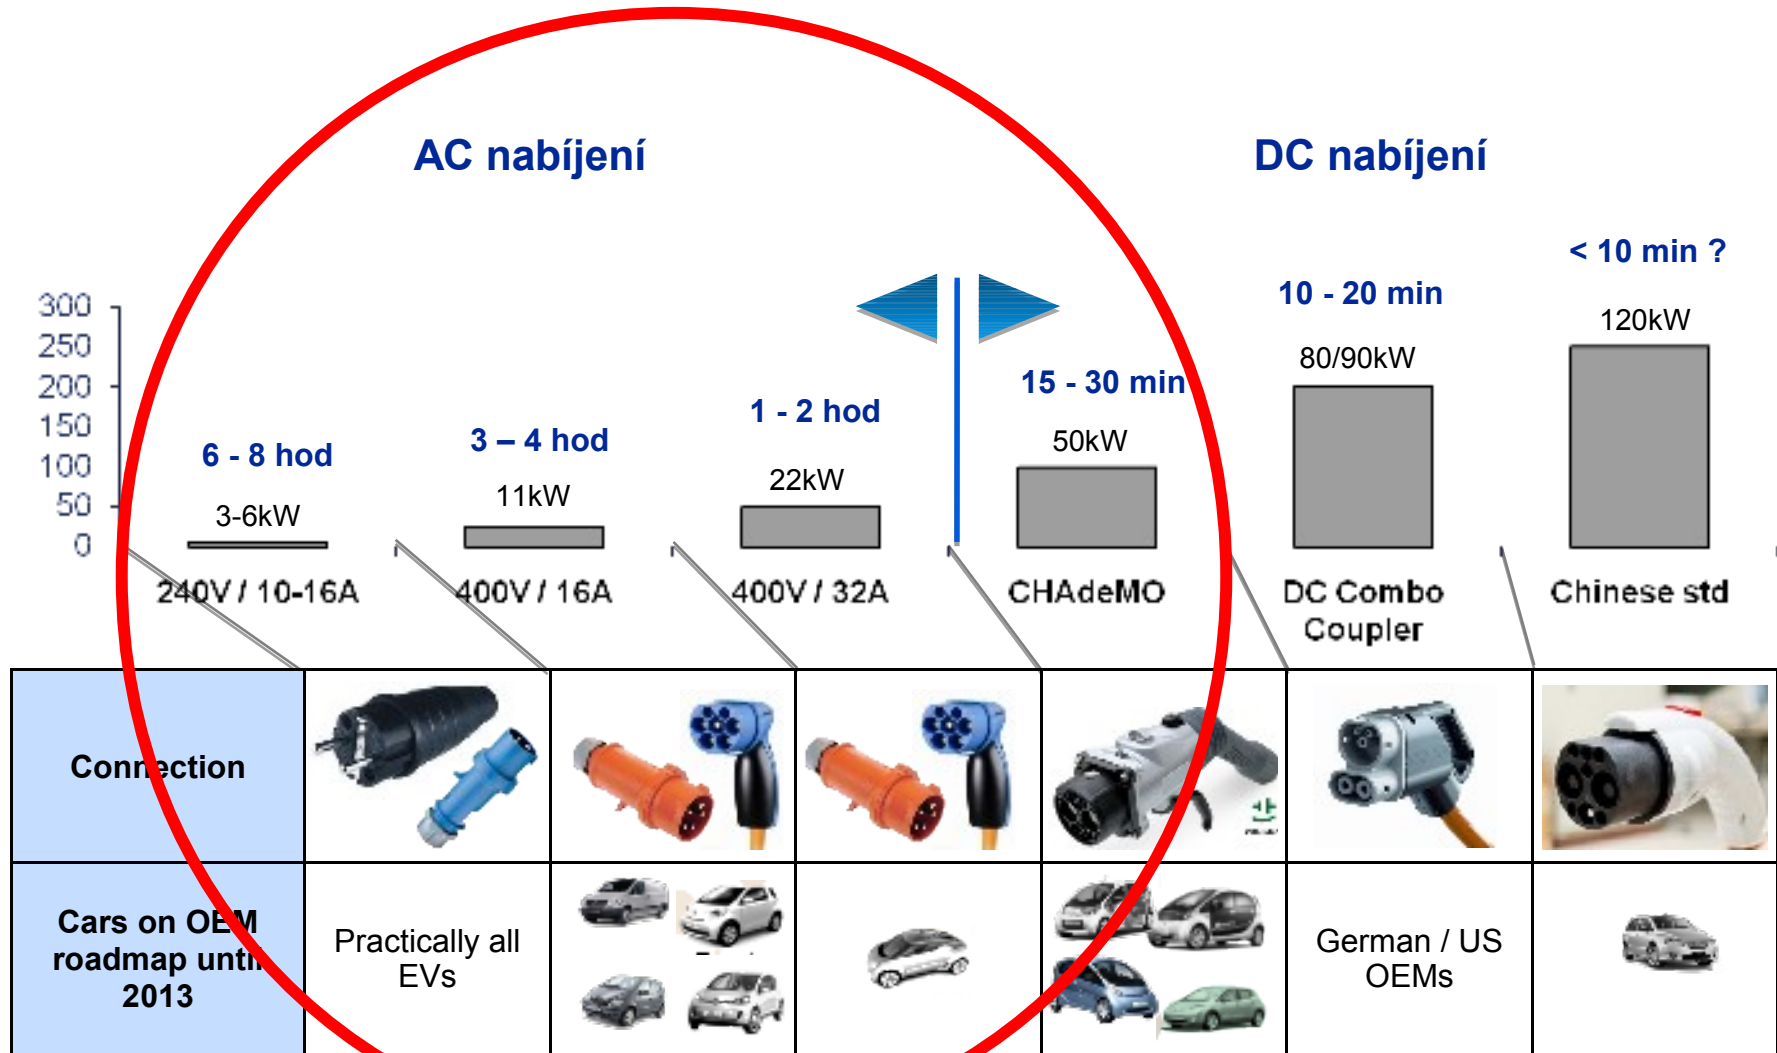 AC nabíjení
DC nabíjení
< 10 min ?
10 - 20 min
120kW
80/90kW
15 - 30 min
1 - 2 hod
50kW
3 – 4 hod
22kW
6 - 8 hod
11kW
3-6kW
300
250
200
150
100
50
0
240V / 10-16A
400V / 16A
400V / 32A
CHAdeMO
DC Combo
Coupler
Chinese std
Connection
Cars on OEM
roadmap until
2013
Practically all
EVs
German / US
OEMs